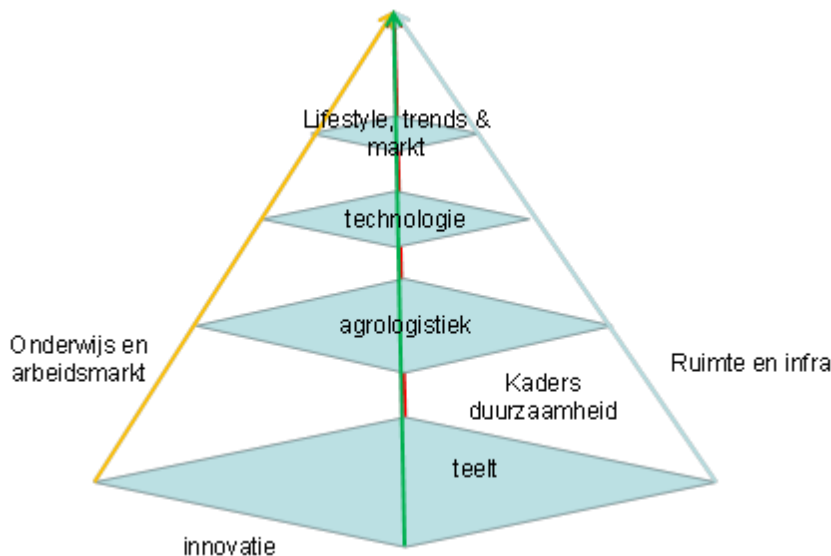 Lifestyle, trends &
markt
technologie
agrologistiek
Onderwijs en
arbeidsmarkt
Ruimte en infra
Kaders
duurzaamheid
teelt
innovatie